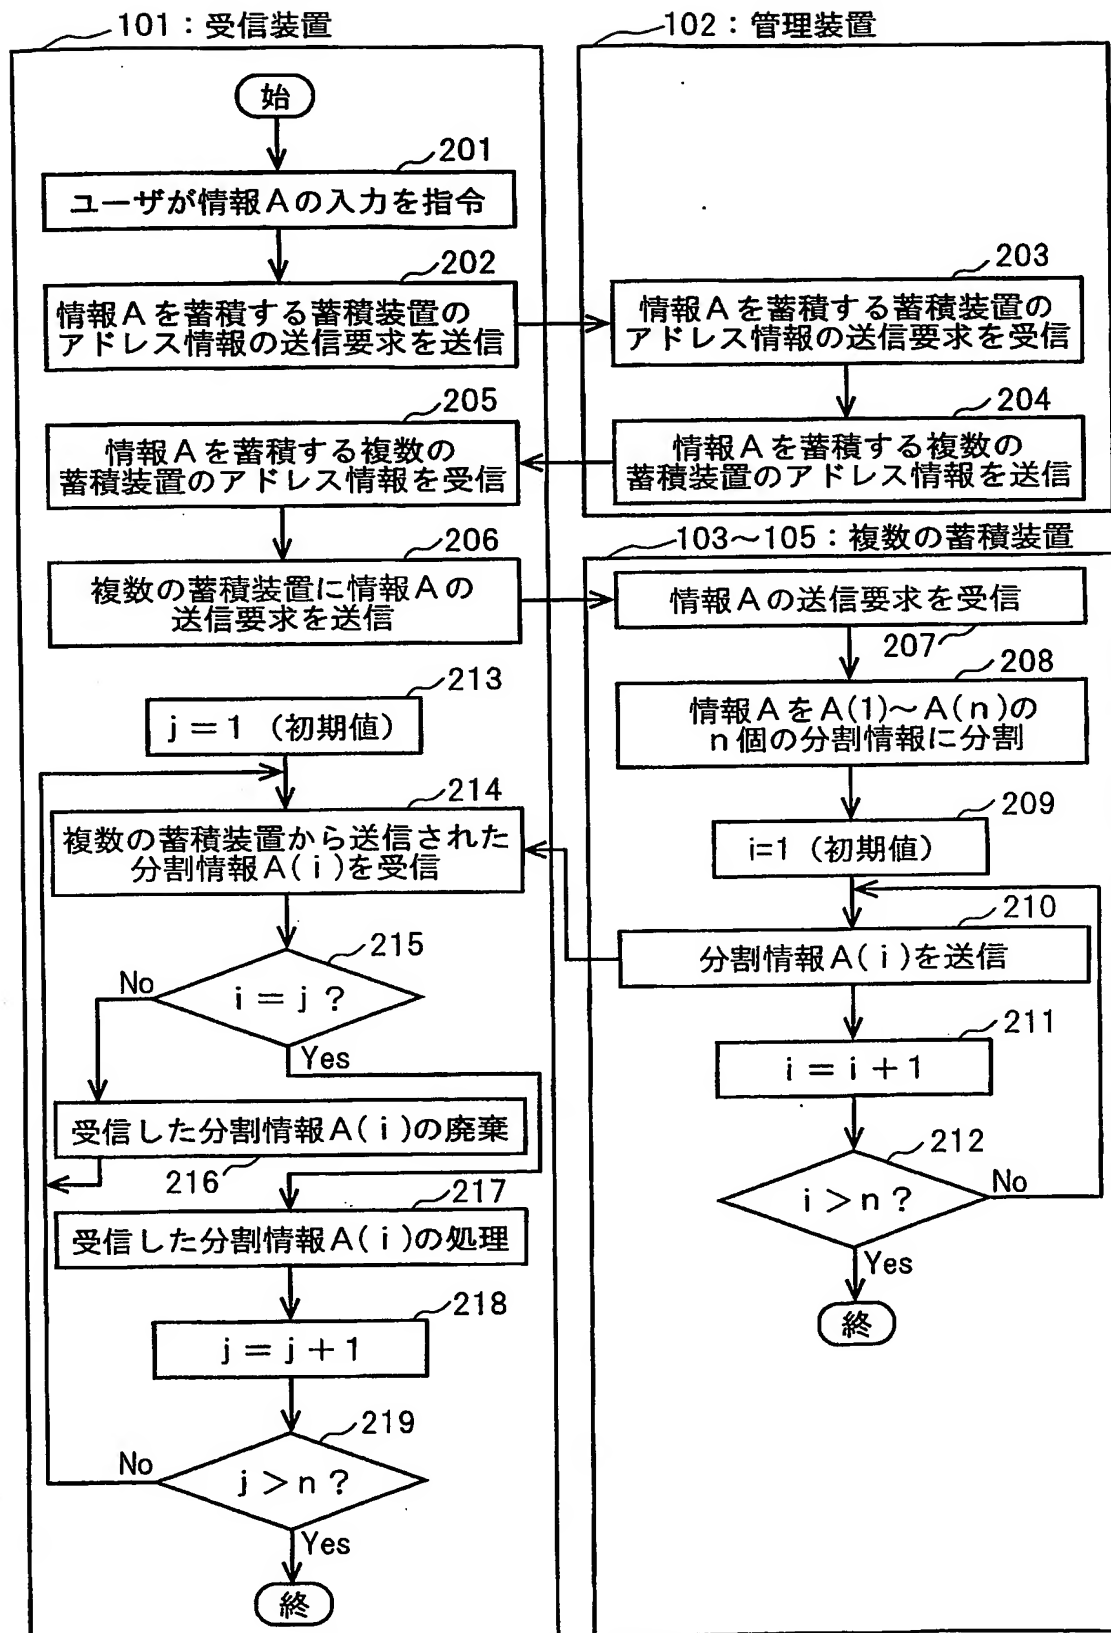 101：受信装置
始
201
ユーザが情報Aの入力を指令
202
情報Aを蓄積する蓄積装置の
アドレス情報の送信要求を送信
205
情報Aを蓄積する複数の
蓄積装置のアドレス情報を受信
206
複数の蓄積装置に情報Aの
送信要求を送信
213
j＝1（初期値）
214
複数の蓄積装置から送信された
分割情報A(i)を受信
215
i＝j？
No
Yes
受信した分割情報A(i)の廃棄
216
217
受信した分割情報A(i)の処理
218
j＝j＋1
219
j＞n？
No
Yes
終
102：管理装置
203
情報Aを蓄積する蓄積装置の
アドレス情報の送信要求を受信
204
情報Aを蓄積する複数の
蓄積装置のアドレス情報を送信
103～105：複数の蓄積装置
情報Aの送信要求を受信
207
208
情報AをA(1)～A(n)の
n個の分割情報に分割
209
i=1（初期値）
210
分割情報A(i)を送信
211
i＝i＋1
212
i＞n？
No
Yes
終